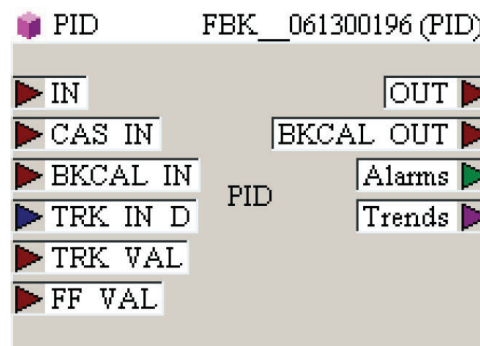 PID FBK__061300196 (PID)
IN OUT
CAS IN BKCAL OUT
BKCAL IN Alarms
PID
TRK IN D Trends
TRK VAL
FF VAL